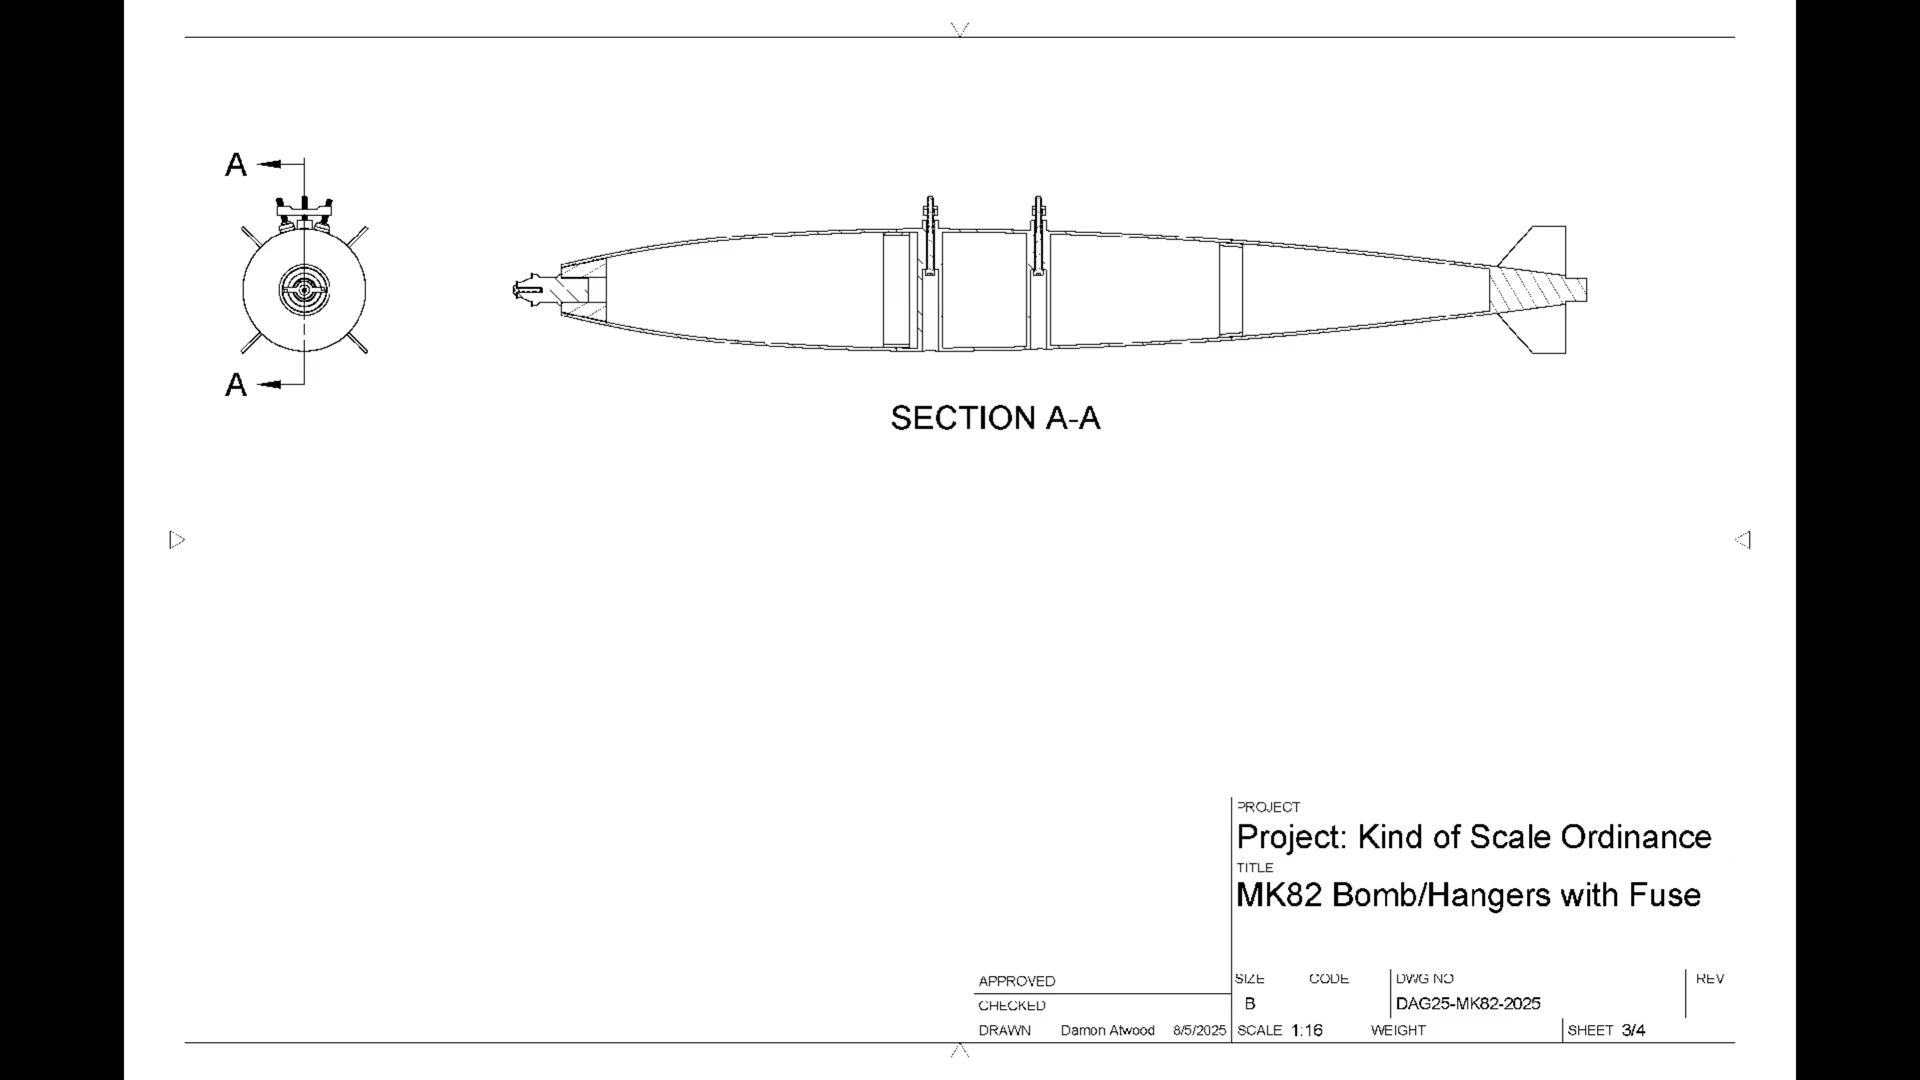 A
A
SECTION A-A
PROJECT
Project: Kind of Scale Ordinance
TITLE
MK82 Bomb/Hangers with Fuse
APPROVED
CHECKED
DRAWN Damon Atwood 8/5/2025
SIZE CODE DWG NO REV
B DAG25-MK82-2025
SCALE 1:16 WEIGHT SHEET 3/4